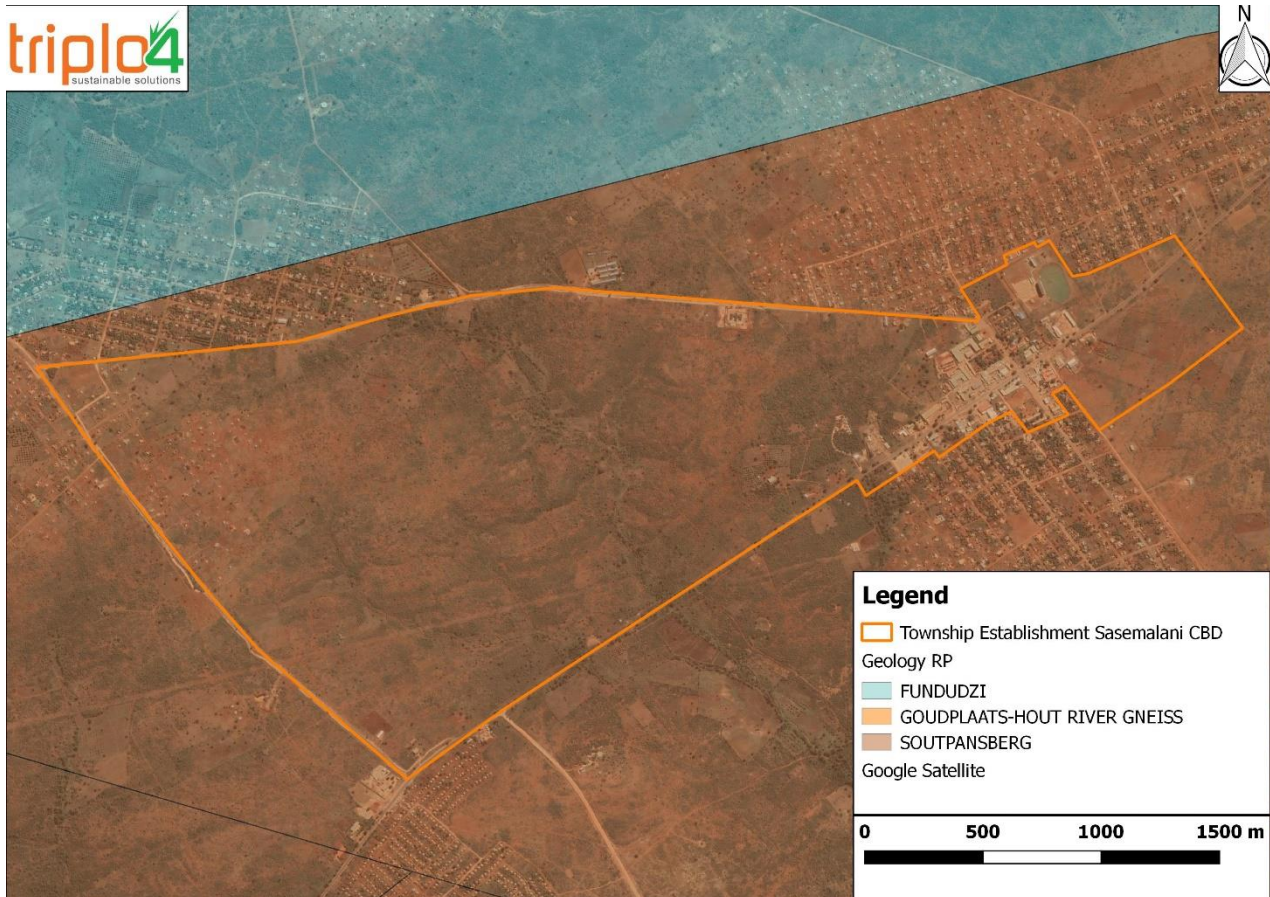 triplo4
sustainable solutions
N
Legend
Township Establishment Sasemalani CBD
Geology RP
FUNDUDZI
GOUDPLAATS-HOUT RIVER GNEISS
SOUTPANSBERG
Google Satellite
0 500 1000 1500 m